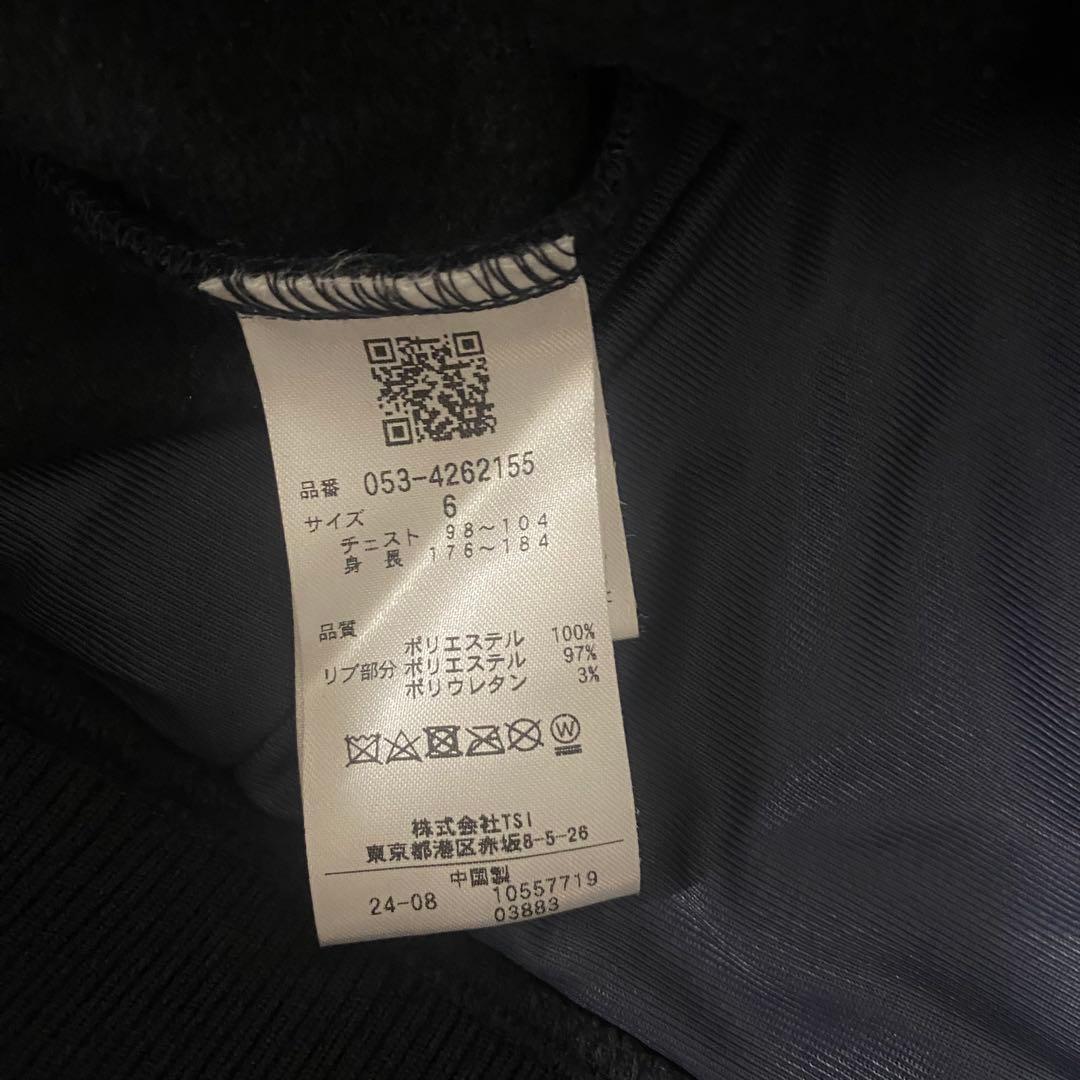 品番 053-4262155
サイズ 6
チェスト 98～104
身長 176～184
品質
ポリエステル 100%
リブ部分 ポリエステル 97%
ポリウレタン 3%
W
株式会社TSI
東京都港区赤坂8-5-26
中国製
24-08 10557719
03883